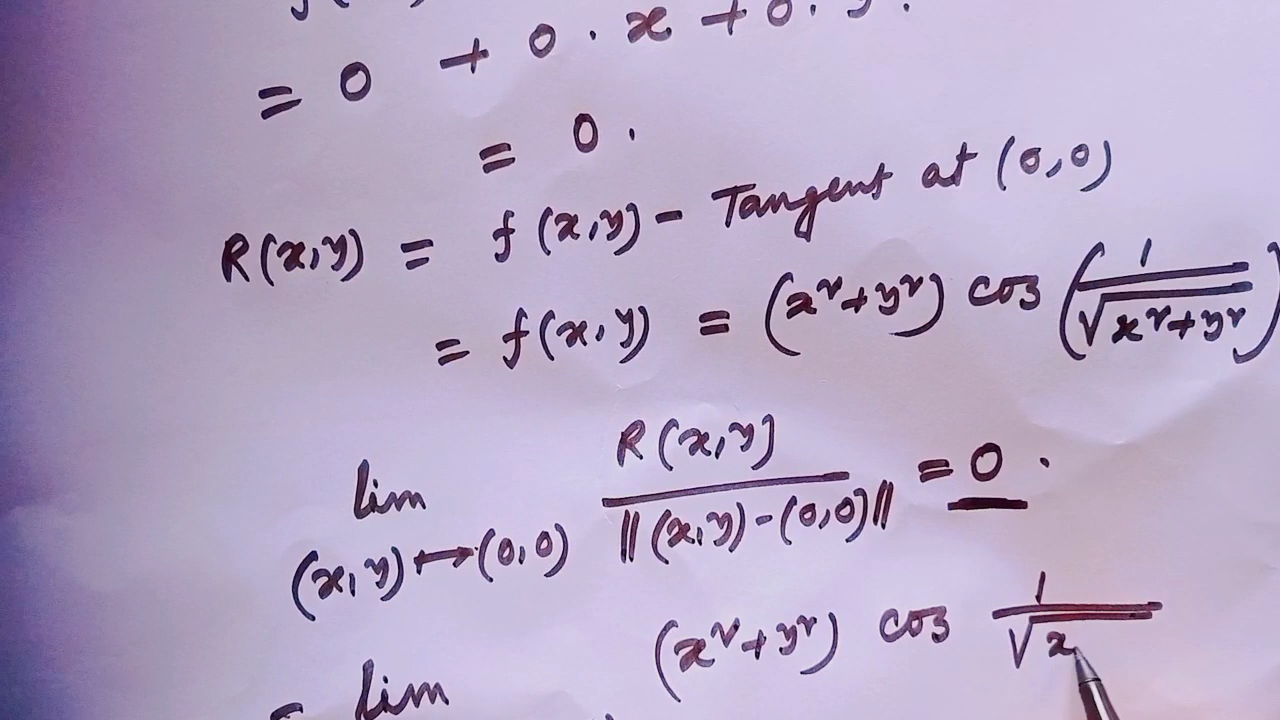 = 0 + 0 . x + 0 . y .
= 0 .
R(x,y) = f(x,y) - Tangent at (0,0)
= f(x,y) = (x²+y²) cos (1/√(x²+y²))
lim (x,y)↦(0,0) R(x,y)/||(x,y)-(0,0)|| = 0 .
= lim (x²+y²) cos 1/√x